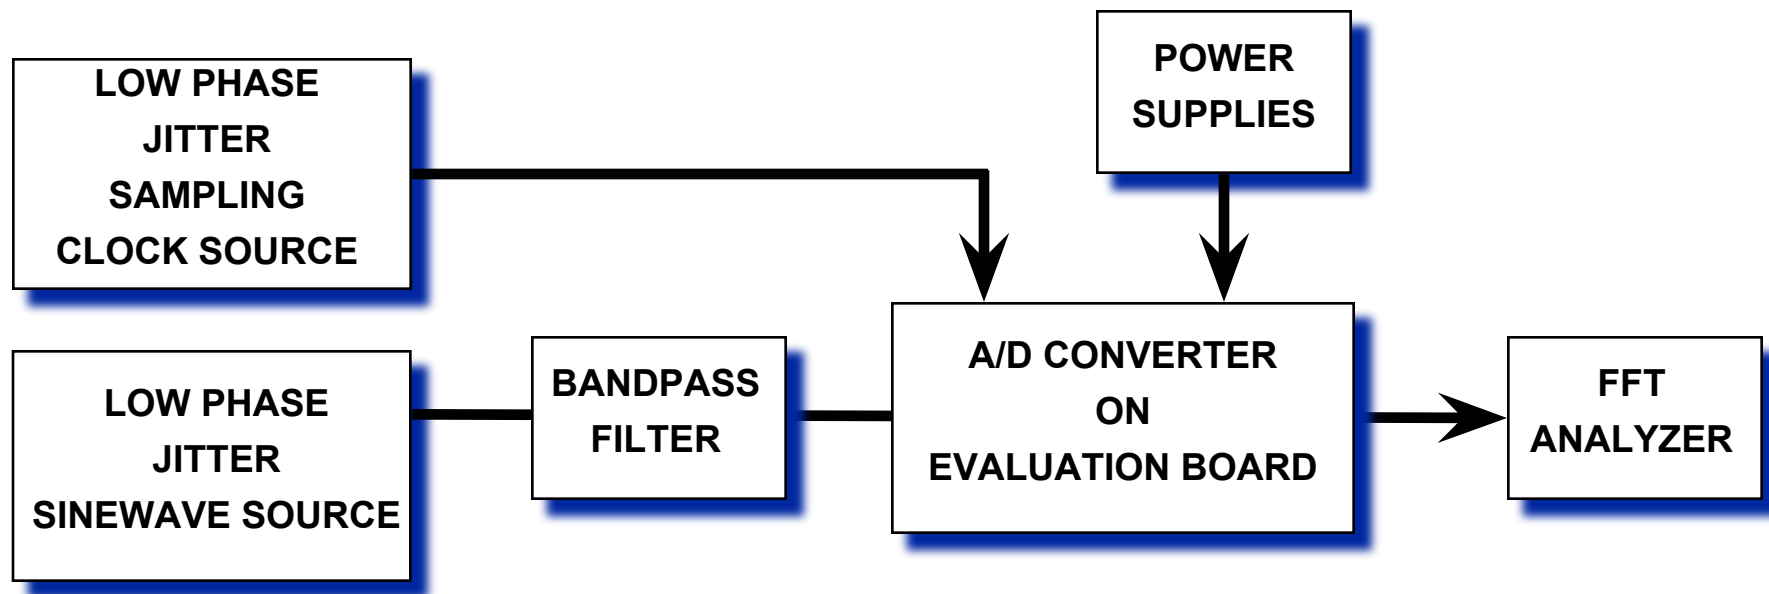 LOW PHASE
JITTER
SAMPLING
CLOCK SOURCE
POWER
SUPPLIES
LOW PHASE
JITTER
SINEWAVE SOURCE
BANDPASS
FILTER
A/D CONVERTER
ON
EVALUATION BOARD
FFT
ANALYZER